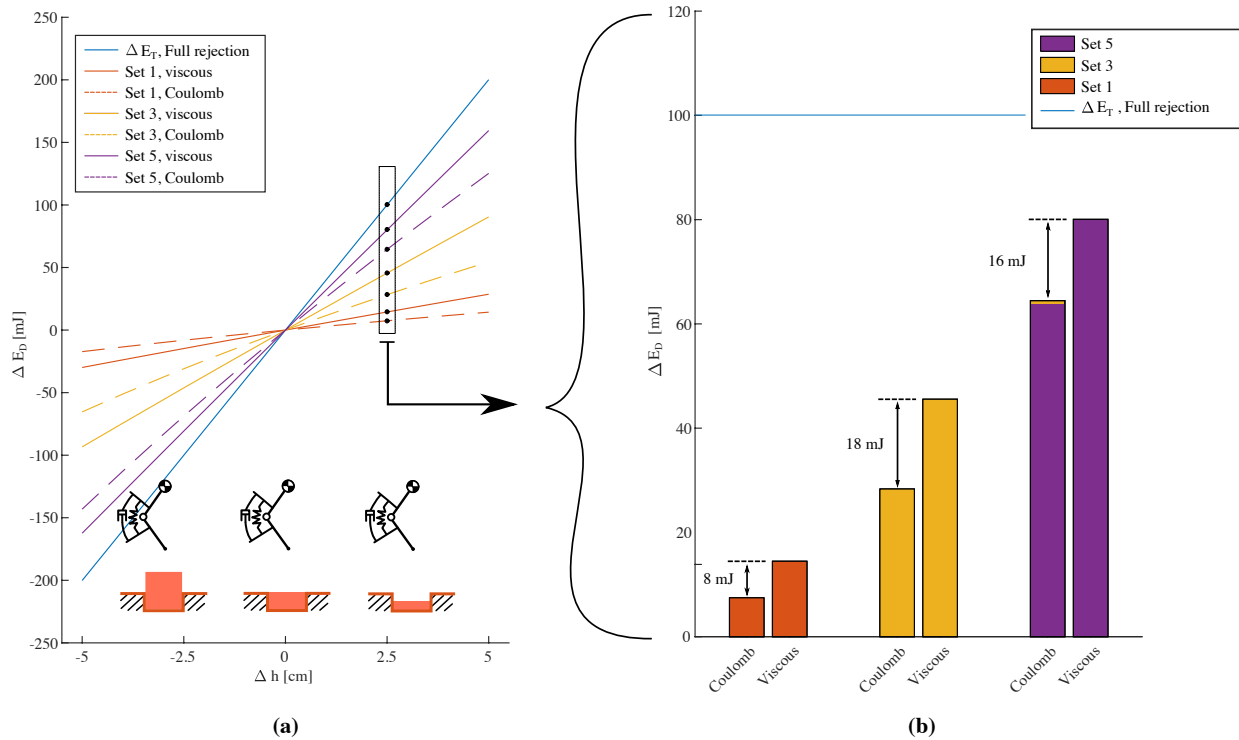 250
200
150
100
50
0
-50
-100
-150
-200
-250
Δ E_D [mJ]
Δ E_T, Full rejection
Set 1, viscous
Set 1, Coulomb
Set 3, viscous
Set 3, Coulomb
Set 5, viscous
Set 5, Coulomb
-5 -2.5 0 2.5 5
Δ h [cm]
(a)
120
100
80
60
40
20
0
Δ E_D [mJ]
Set 5
Set 3
Set 1
Δ E_T , Full rejection
8 mJ
18 mJ
16 mJ
Coulomb Viscous Coulomb Viscous Coulomb Viscous
(b)